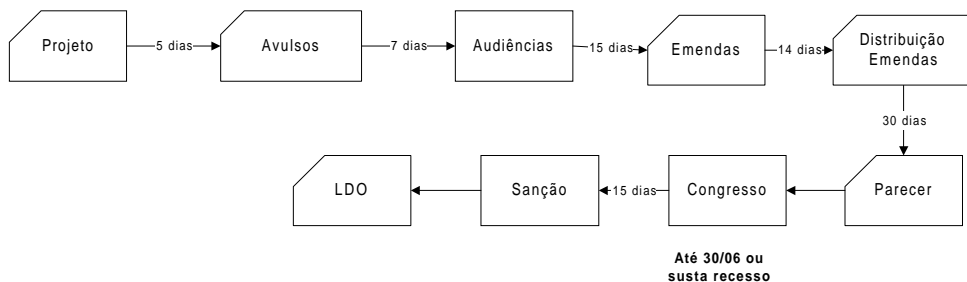 Projeto
5 dias
Avulsos
7 dias
Audiências
15 dias
Emendas
14 dias
Distribuição
Emendas
30 dias
Parecer
Congresso
15 dias
Sanção
LDO
Até 30/06 ou
susta recesso